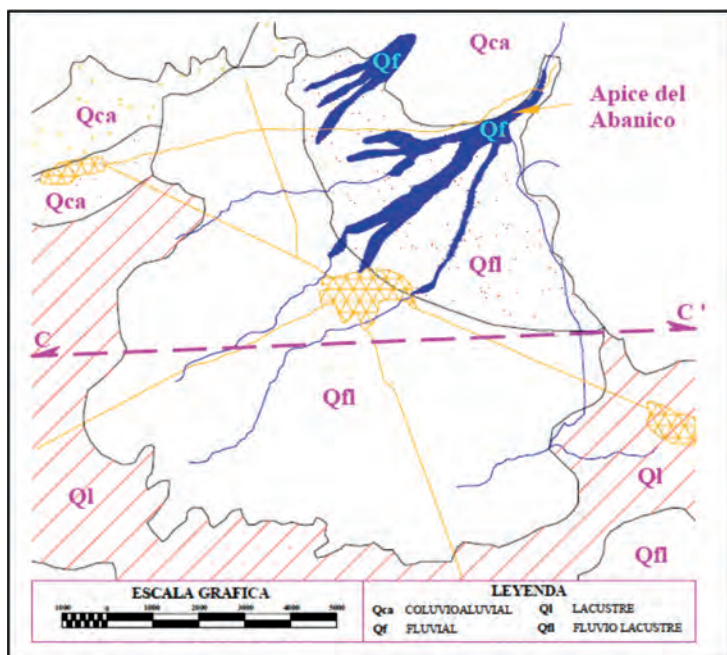 Qf
Qca
Qca
Apice del
Abanico
Qf
Qca
Qfl
C
C'
Qfl
Ql
Ql
Qfl
ESCALA GRAFICA
1000 0 1000 2000 3000 4000 5000
LEYENDA
Qca COLUVIOALUVIAL Ql LACUSTRE
Qf FLUVIAL Qfl FLUVIO LACUSTRE